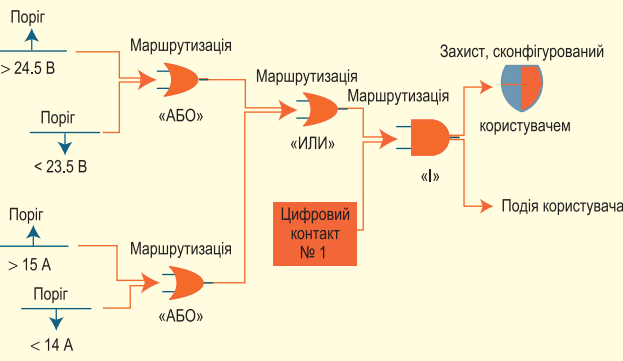 Поріг
> 24.5 В
Маршрутизація
«АБО»
Поріг
< 23.5 В
Маршрутизація
«ИЛИ»
Маршрутизація
«І»
Захист, сконфігурований
користувачем
Подія користувача
Цифровий
контакт
№ 1
Поріг
> 15 А
Маршрутизація
«АБО»
Поріг
< 14 А